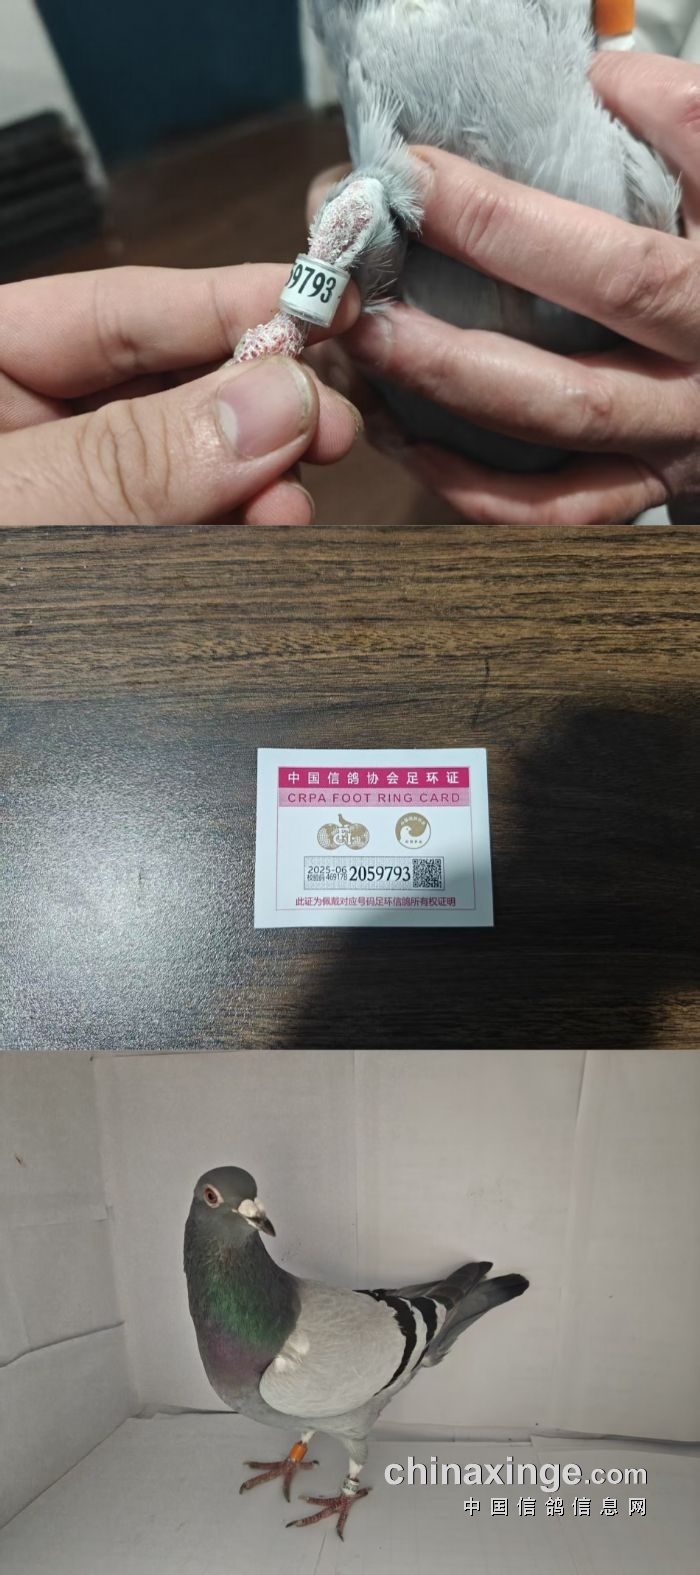 59793
中国信鸽协会足环证
CRPA FOOT RING CARD
2025-06
2059793
此证为佩戴对应号码足环信鸽所有权证明
chinaxinge.com
中国信鸽信息网